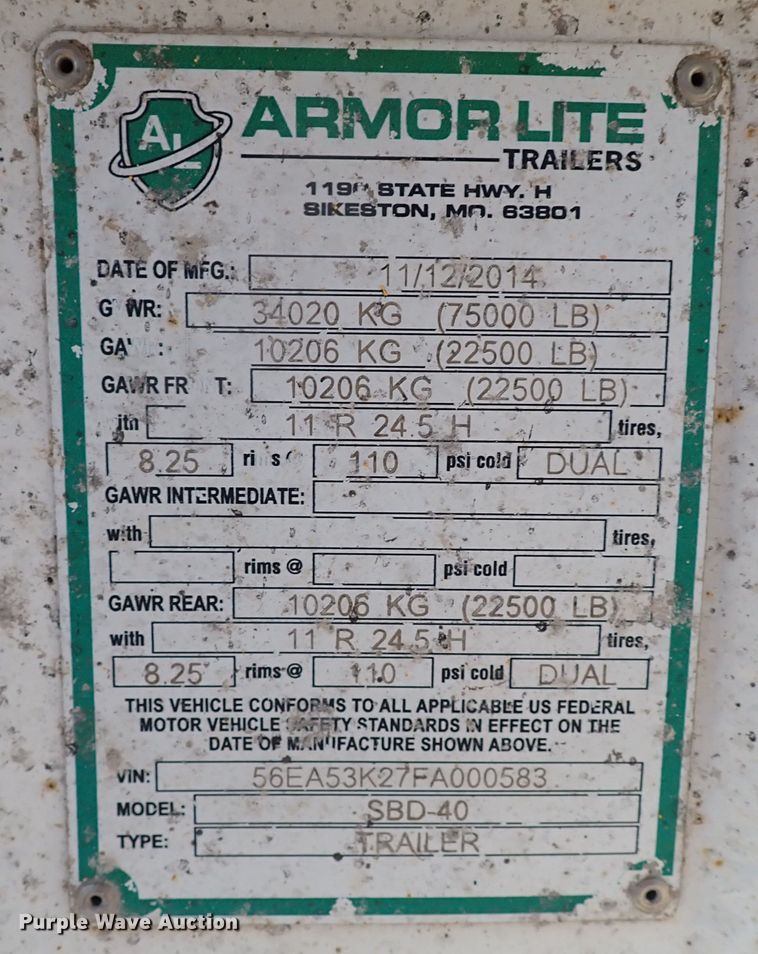 AL ARMOR LITE
TRAILERS
STATE HWY. H
SIKESTON, MO. 63801
DATE OF MFG.: 11/12/2014
GVWR: 34020 KG (75000 LB)
10206 KG (22500 LB)
GAWR FRONT: 10206 KG (22500 LB)
with 11 R 24.5 H tires,
8.25 rims @ 110 psi cold DUAL
GAWR INTERMEDIATE:
with tires,
rims @ psi cold
GAWR REAR: 10206 KG (22500 LB)
with 11 R 24.5 H tires,
8.25 rims @ 110 psi cold DUAL
THIS VEHICLE CONFORMS TO ALL APPLICABLE US FEDERAL
MOTOR VEHICLE SAFETY STANDARDS IN EFFECT ON THE
DATE OF MANUFACTURE SHOWN ABOVE.
VIN: 56EA53K27FA000583
MODEL: SBD-40
TYPE: TRAILER
Purple Wave Auction